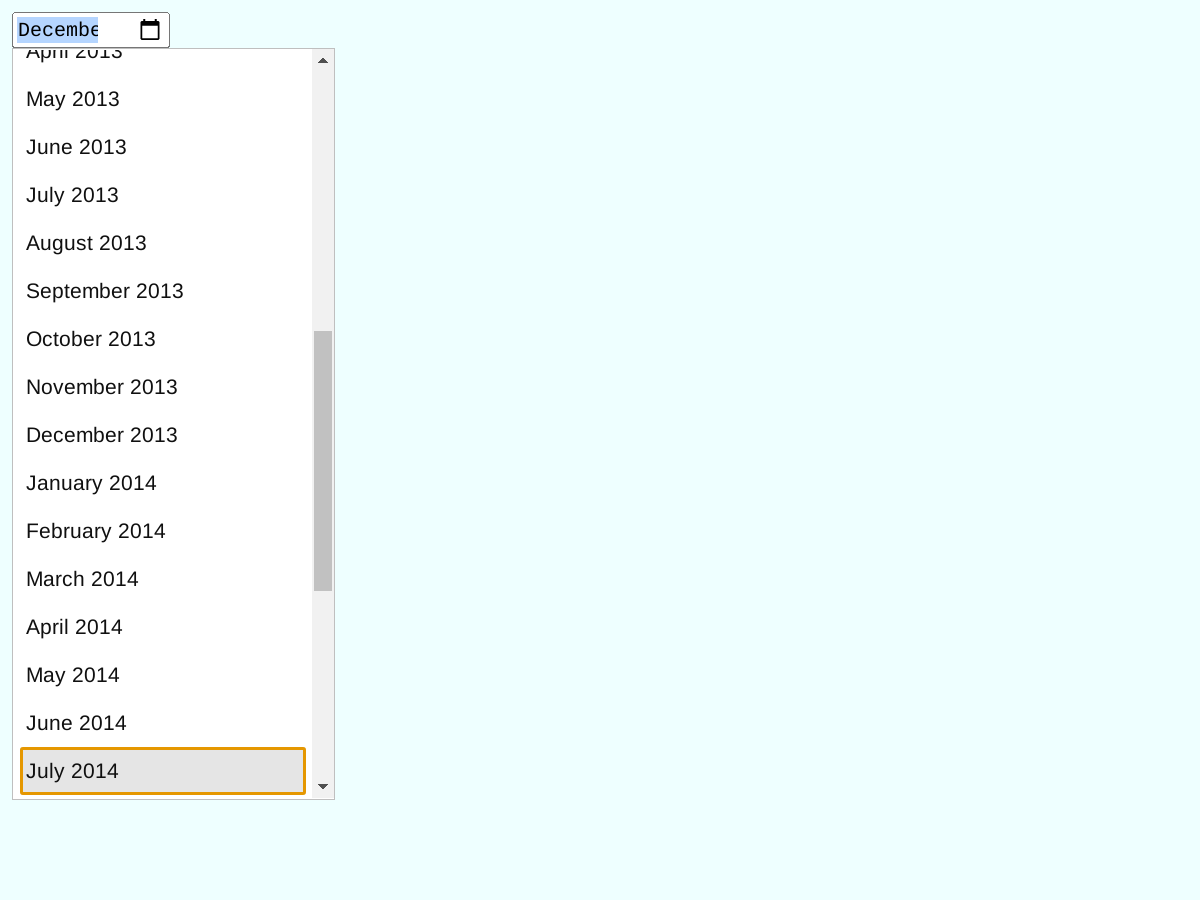 Decembe
April 2013
May 2013
June 2013
July 2013
August 2013
September 2013
October 2013
November 2013
December 2013
January 2014
February 2014
March 2014
April 2014
May 2014
June 2014
July 2014